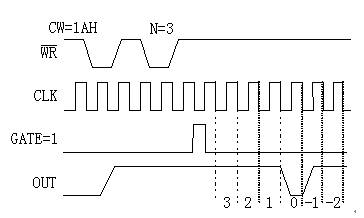 CW=1AH N=3
WR
CLK
GATE=1
OUT
3 2 1 0 -1 -2